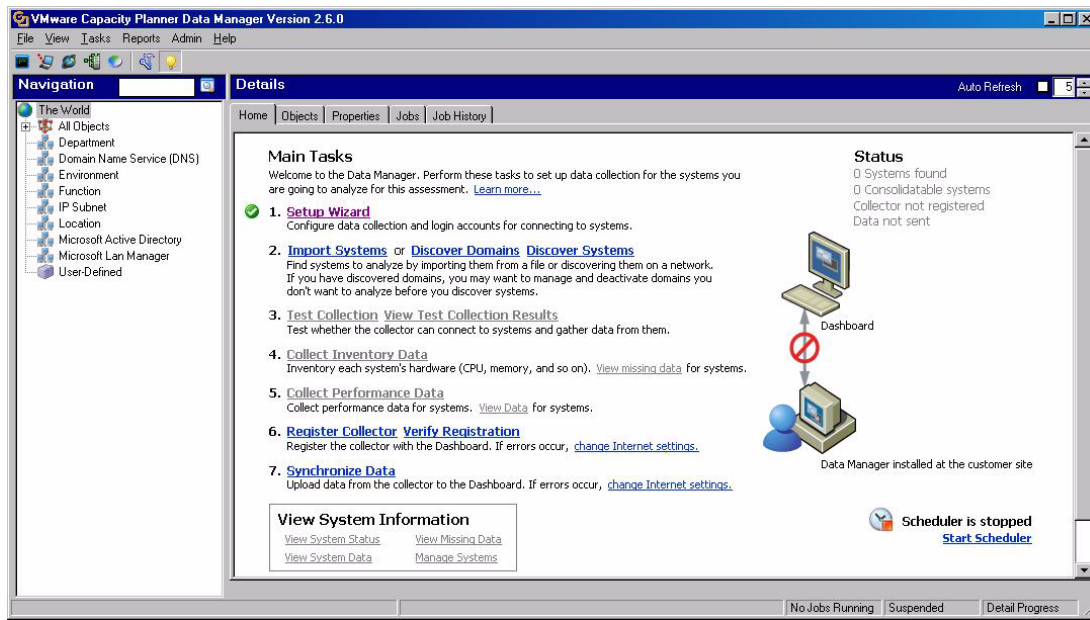 VMware Capacity Planner Data Manager Version 2.6.0
File View Tasks Reports Admin Help
Navigation
Details
Auto Refresh 5
The World
All Objects
Department
Domain Name Service (DNS)
Environment
Function
IP Subnet
Location
Microsoft Active Directory
Microsoft Lan Manager
User-Defined
Home Objects Properties Jobs Job History
Main Tasks
Welcome to the Data Manager. Perform these tasks to set up data collection for the systems you
are going to analyze for this assessment. Learn more...
1. Setup Wizard
Configure data collection and login accounts for connecting to systems.
2. Import Systems or Discover Domains Discover Systems
Find systems to analyze by importing them from a file or discovering them on a network.
If you have discovered domains, you may want to manage and deactivate domains you
don't want to analyze before you discover systems.
3. Test Collection View Test Collection Results
Test whether the collector can connect to systems and gather data from them.
4. Collect Inventory Data
Inventory each system's hardware (CPU, memory, and so on). View missing data for systems.
5. Collect Performance Data
Collect performance data for systems. View Data for systems.
6. Register Collector Verify Registration
Register the collector with the Dashboard. If errors occur, change Internet settings.
7. Synchronize Data
Upload data from the collector to the Dashboard. If errors occur, change Internet settings.
View System Information
View System Status View Missing Data
View System Data Manage Systems
Status
0 Systems found
0 Consolidatable systems
Collector not registered
Data not sent
Dashboard
Data Manager installed at the customer site
Scheduler is stopped
Start Scheduler
No Jobs Running Suspended Detail Progress